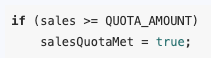 if (sales >= QUOTA_AMOUNT)
    salesQuotaMet = true;